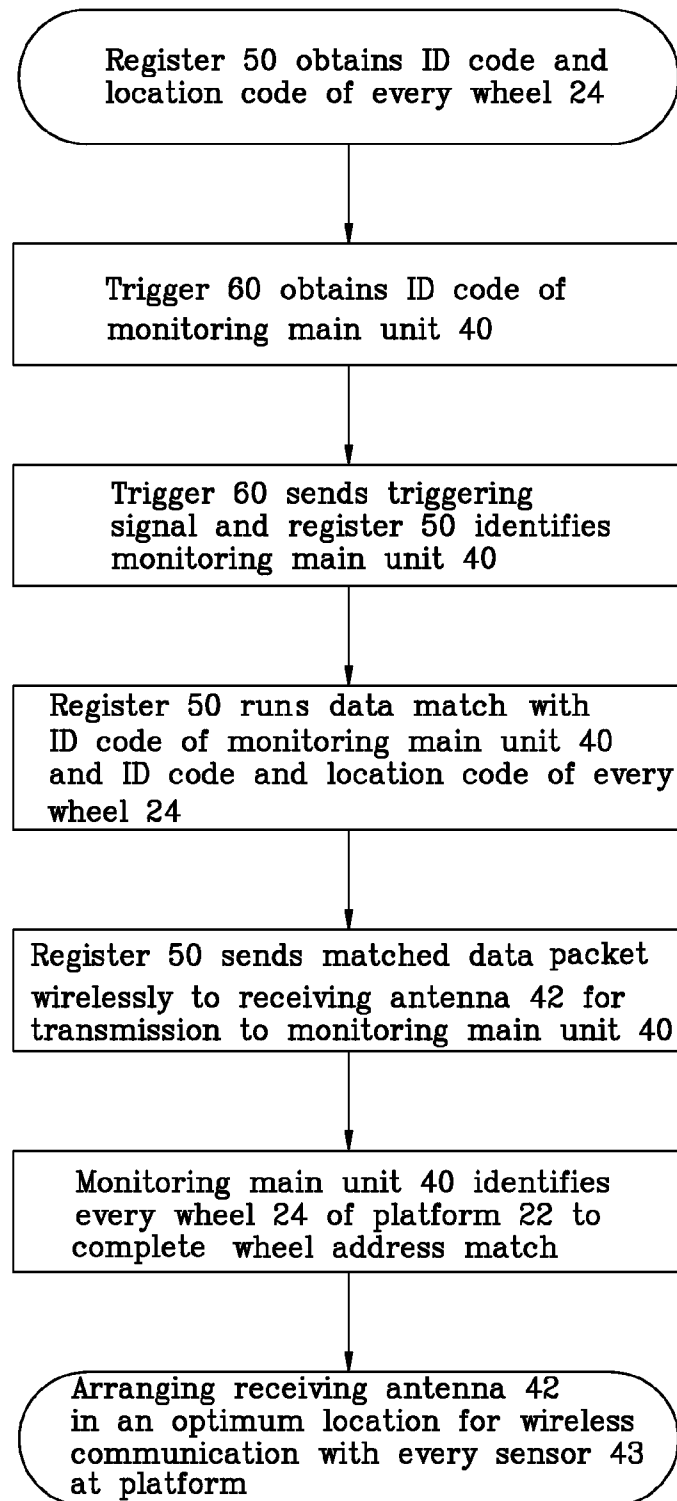 Register 50 obtains ID code and
location code of every wheel 24
Trigger 60 obtains ID code of
monitoring main unit 40
Trigger 60 sends triggering
signal and register 50 identifies
monitoring main unit 40
Register 50 runs data match with
ID code of monitoring main unit 40
and ID code and location code of every
wheel 24
Register 50 sends matched data packet
wirelessly to receiving antenna 42 for
transmission to monitoring main unit 40
Monitoring main unit 40 identifies
every wheel 24 of platform 22 to
complete wheel address match
Arranging receiving antenna 42
in an optimum location for wireless
communication with every sensor 43
at platform